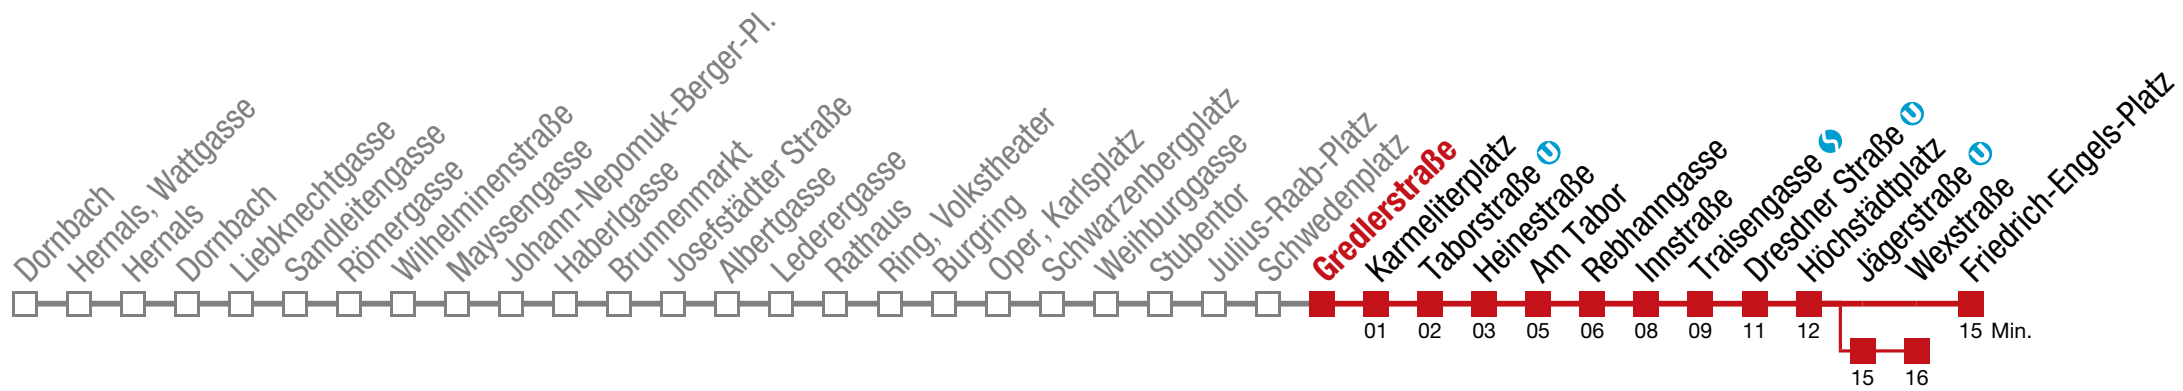 Dornbach
Hernals, Wattgasse
Hernals
Dornbach
Liebknechtgasse
Sandleitengasse
Römergasse
Wilhelminenstraße
Mayssengasse
Johann-Nepomuk-Berger-Pl.
Haberlgasse
Brunnenmarkt
Josefstädter Straße
Albertgasse
Lederergasse
Rathaus
Ring, Volkstheater
Burgring
Oper, Karlsplatz
Schwarzenbergplatz
Weihburggasse
Stubentor
Julius-Raab-Platz
Schwedenplatz
Gredlerstraße
Karmeliterplatz
Taborstraße U
Heinestraße
Am Tabor
Rebhanngasse
Innstraße
Traisengasse S
Dresdner Straße U
Höchstädtplatz
Jägerstraße U
Wexstraße
Friedrich-Engels-Platz
01 02 03 05 06 08 09 11 12 15 Min.
15 16